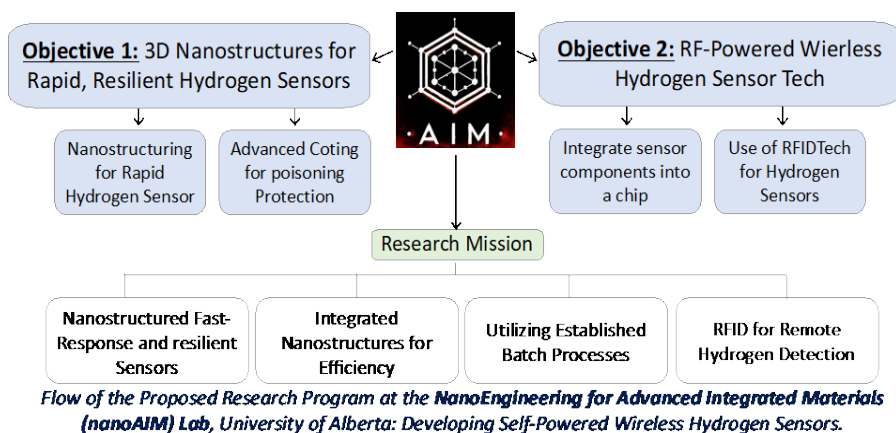 Objective 1: 3D Nanostructures for
Rapid, Resilient Hydrogen Sensors
Objective 2: RF-Powered Wierless
Hydrogen Sensor Tech
· AIM ·
Nanostructuring
for Rapid
Hydrogen Sensor
Advanced Coting
for poisoning
Protection
Integrate sensor
components into
a chip
Use of RFIDTech
for Hydrogen
Sensors
Research Mission
Nanostructured Fast-
Response and resilient
Sensors
Integrated
Nanostructures for
Efficiency
Utilizing Established
Batch Processes
RFID for Remote
Hydrogen Detection
Flow of the Proposed Research Program at the NanoEngineering for Advanced Integrated Materials
(nanoAIM) Lab, University of Alberta: Developing Self-Powered Wireless Hydrogen Sensors.